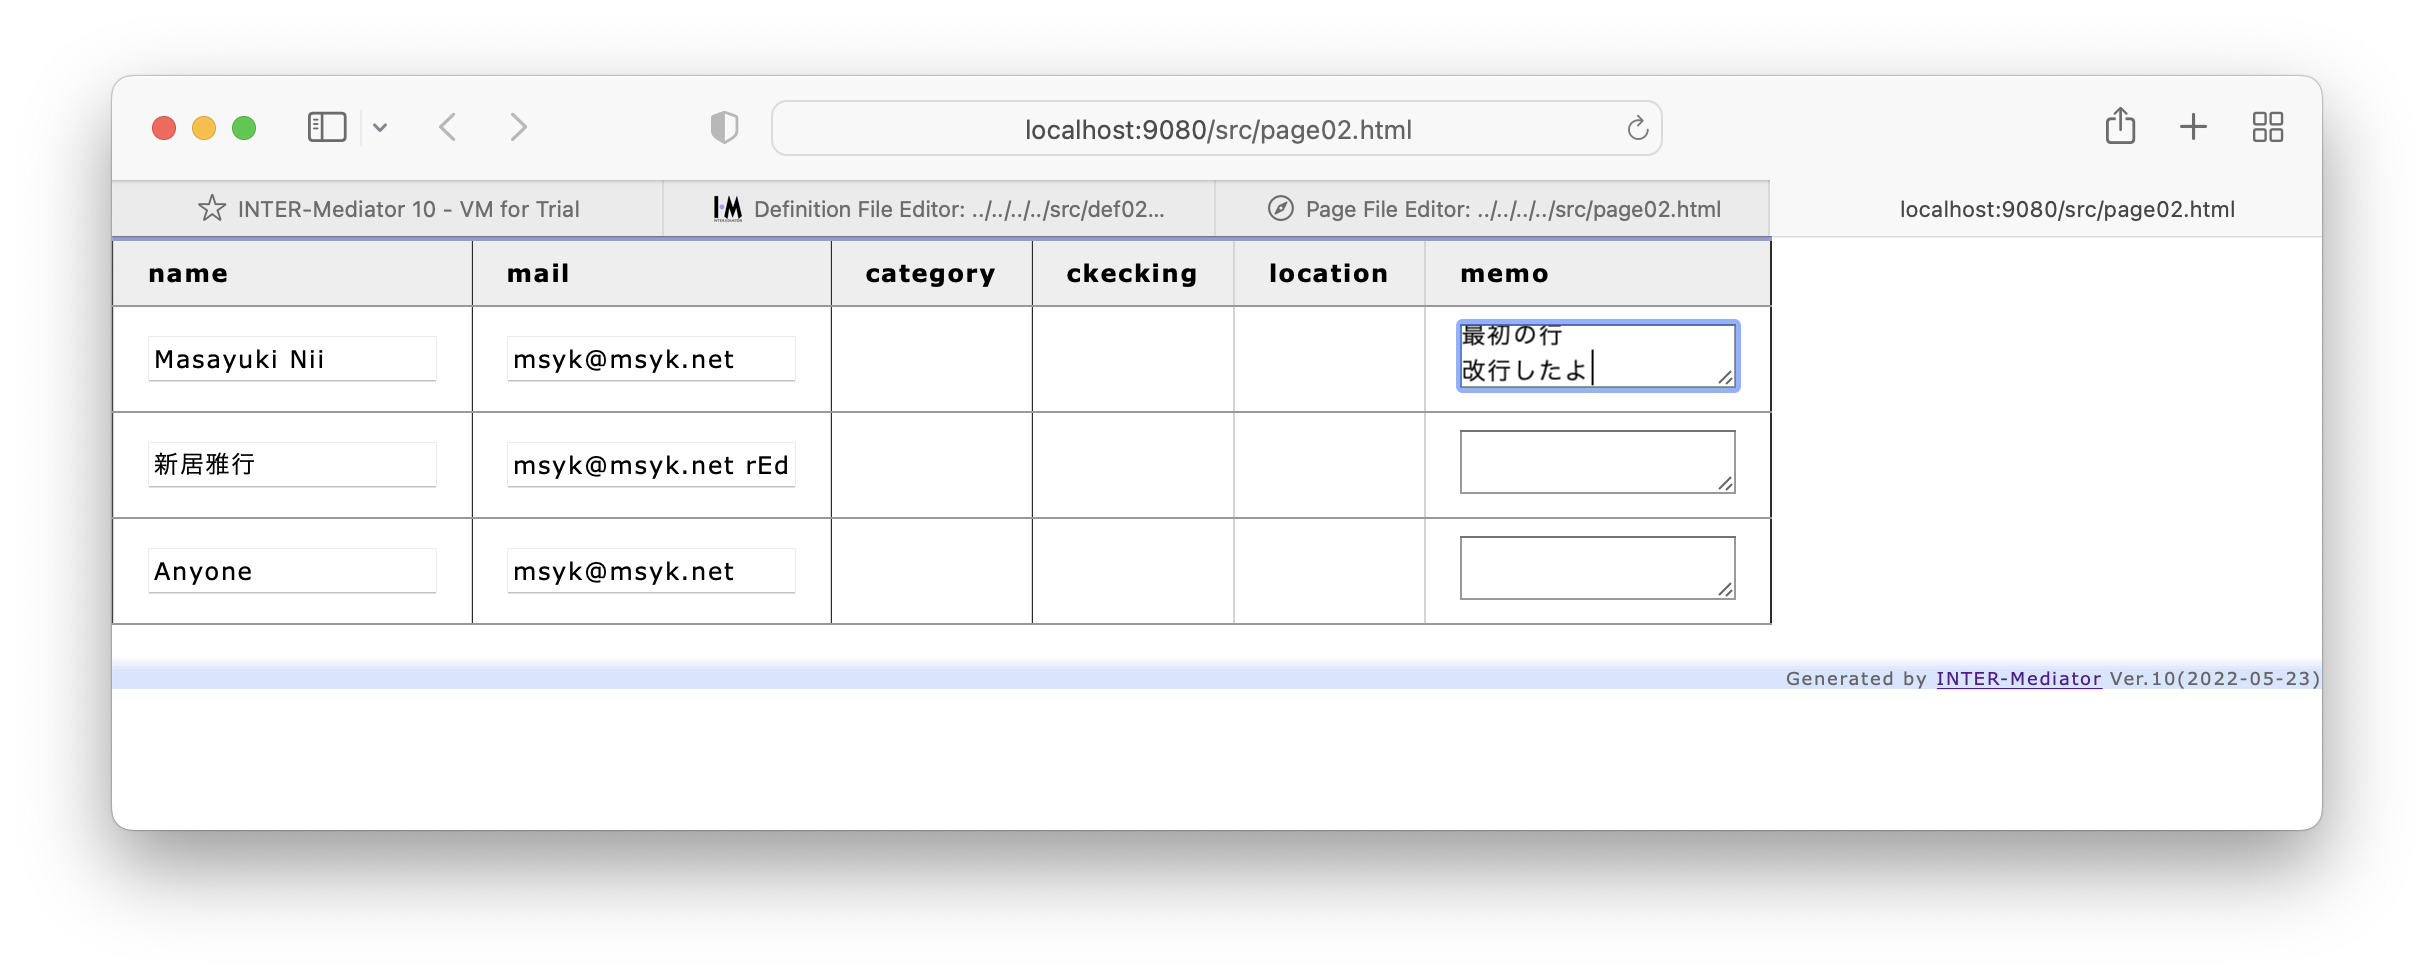 localhost:9080/src/page02.html
INTER-Mediator 10 - VM for Trial
I·M Definition File Editor: ../../../../src/def02...
Page File Editor: ../../../../src/page02.html
localhost:9080/src/page02.html
name mail category ckecking location memo
Masayuki Nii msyk@msyk.net 最初の行
改行したよ
新居雅行 msyk@msyk.net rEd
Anyone msyk@msyk.net
Generated by INTER-Mediator Ver.10(2022-05-23)